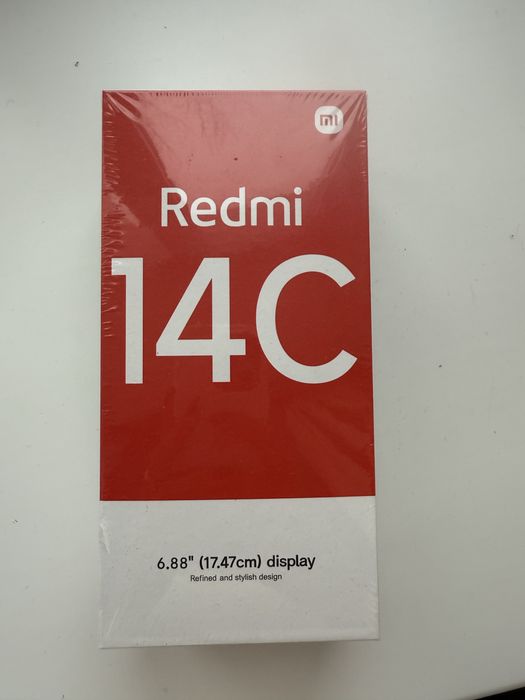 mi
Redmi
14C
6.88" (17.47cm) display
Refined and stylish design